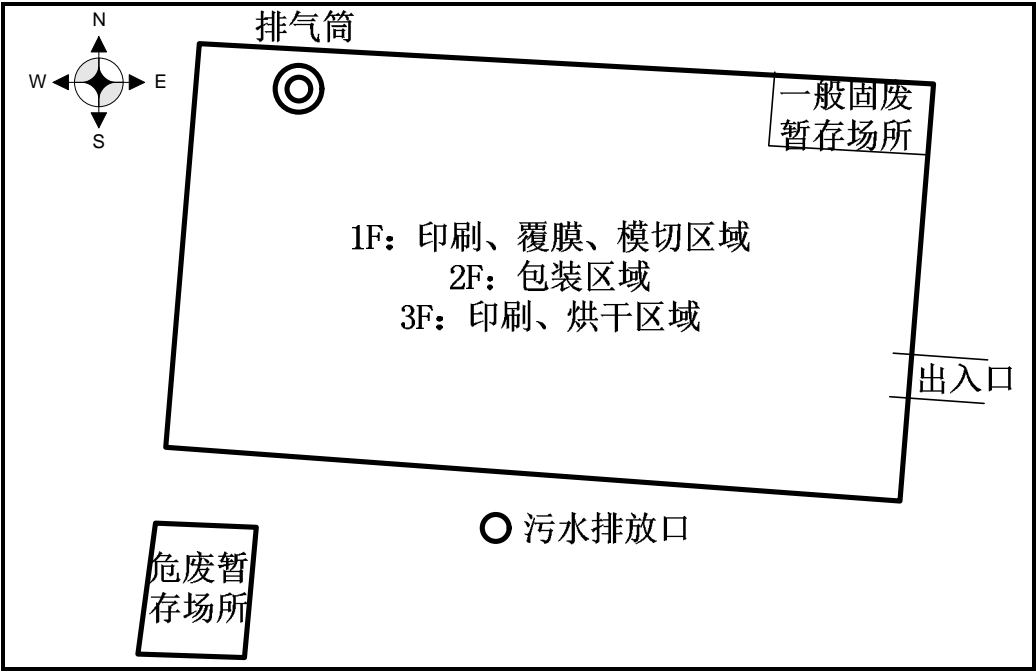 N
排气筒
W
E
S
一般固废
暂存场所
1F：印刷、覆膜、模切区域
2F：包装区域
3F：印刷、烘干区域
出入口
污水排放口
危废暂
存场所